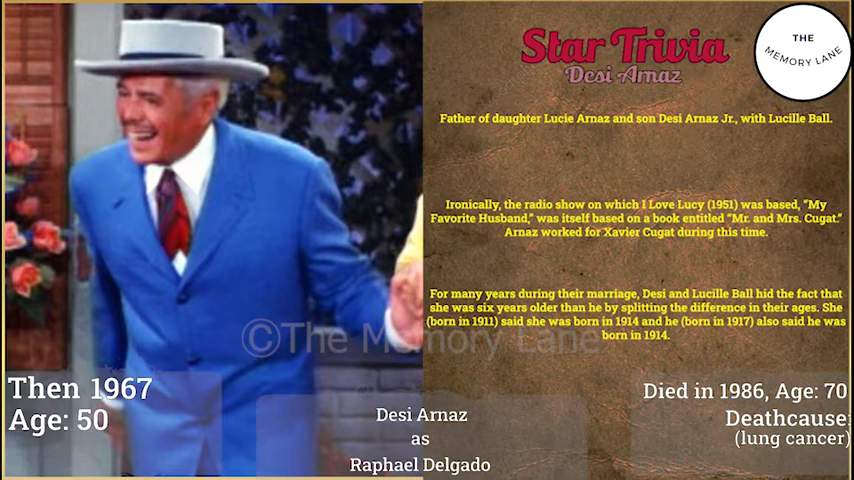 Star Trivia
Desi Arnaz
THE
MEMORY LANE
Father of daughter Lucie Arnaz and son Desi Arnaz Jr., with Lucille Ball.
Ironically, the radio show on which I Love Lucy (1951) was based, "My
Favorite Husband," was itself based on a book entitled "Mr. and Mrs. Cugat."
Arnaz worked for Xavier Cugat during this time.
For many years during their marriage, Desi and Lucille Ball hid the fact that
she was six years older than he by splitting the difference in their ages. She
(born in 1911) said she was born in 1914 and he (born in 1917) also said he was
born in 1914.
©The Memory Lane
Then 1967
Age: 50
Desi Arnaz
as
Raphael Delgado
Died in 1986, Age: 70
Deathcause:
(lung cancer)